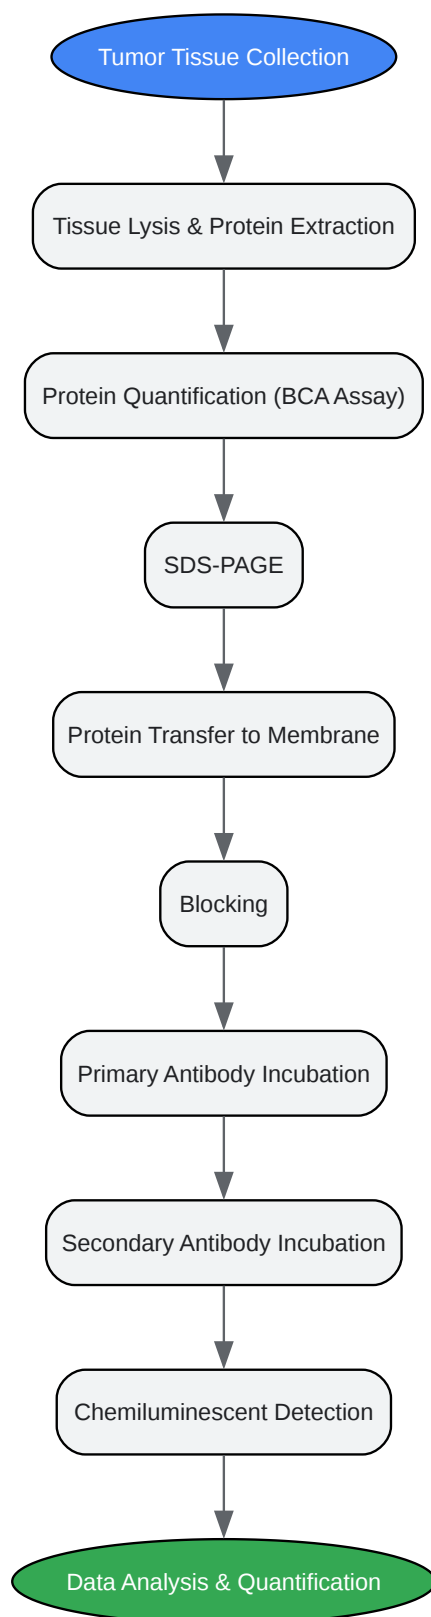 Tumor Tissue Collection
Tissue Lysis & Protein Extraction
Protein Quantification (BCA Assay)
SDS-PAGE
Protein Transfer to Membrane
Blocking
Primary Antibody Incubation
Secondary Antibody Incubation
Chemiluminescent Detection
Data Analysis & Quantification